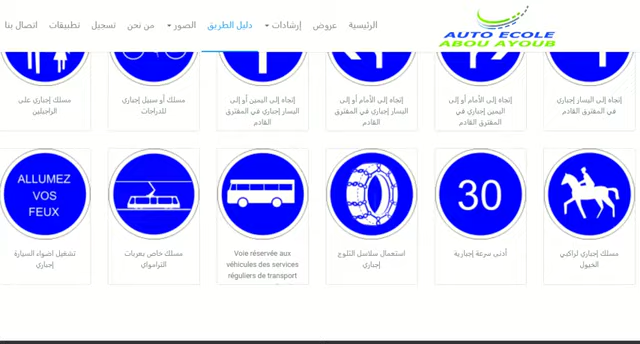 الرئيسية
عروض
إرشادات
دليل الطريق
الصور
من نحن
تسجيل
تطبيقات
اتصل بنا
AUTO ECOLE
ABOU AYOUB
إتجاه إلى اليسار إجباري
في المفترق القادم
إتجاه إلى الأمام أو إلى
اليمين إجباري في
المفترق القادم
إتجاه إلى الأمام أو إلى
اليسار إجباري في المفترق
القادم
إتجاه إلى اليمين أو إلى
اليسار إجباري في المفترق
القادم
مسلك أو سبيل إجباري
للدراجات
مسلك إجباري على
الراجلين
30
ALLUMEZ
VOS
FEUX
مسلك إجباري لراكبي
الخيول
أدنى سرعة إجبارية
استعمال سلاسل الثلوج
إجباري
Voie réservée aux
véhicules des services
réguliers de transport
مسلك خاص بعربات
الترامواي
تشغيل اضواء السيارة
إجباري